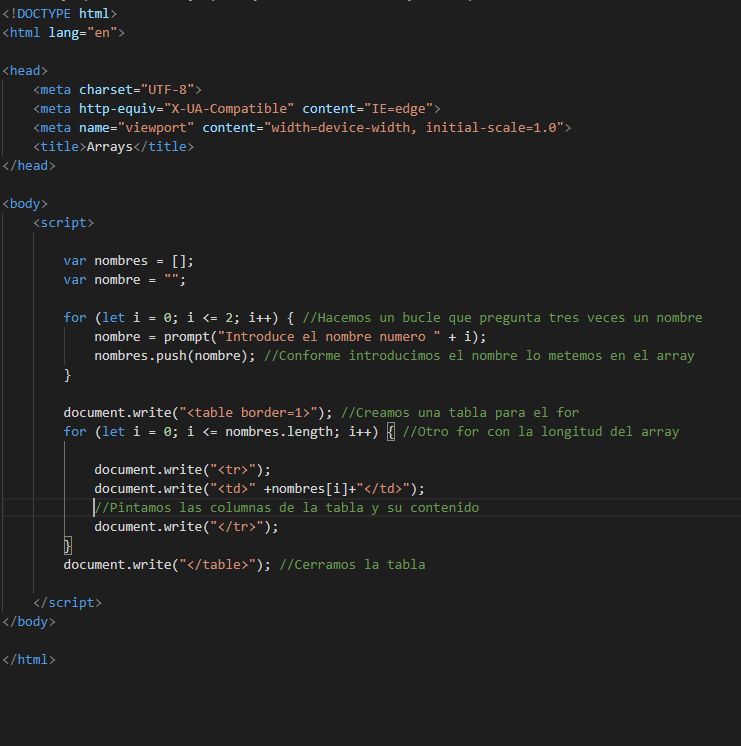 <!DOCTYPE html>
<html lang="en">
<head>
    <meta charset="UTF-8">
    <meta http-equiv="X-UA-Compatible" content="IE=edge">
    <meta name="viewport" content="width=device-width, initial-scale=1.0">
    <title>Arrays</title>
</head>
<body>
    <script>
        var nombres = [];
        var nombre = "";
        for (let i = 0; i <= 2; i++) { //Hacemos un bucle que pregunta tres veces un nombre
            nombre = prompt("Introduce el nombre numero " + i);
            nombres.push(nombre); //Conforme introducimos el nombre lo metemos en el array
        }
        document.write("<table border=1>"); //Creamos una tabla para el for
        for (let i = 0; i <= nombres.length; i++) { //Otro for con la longitud del array
            document.write("<tr>");
            document.write("<td>" +nombres[i]+"</td>");
            //Pintamos las columnas de la tabla y su contenido
            document.write("</tr>");
        }
        document.write("</table>"); //Cerramos la tabla
    </script>
</body>
</html>